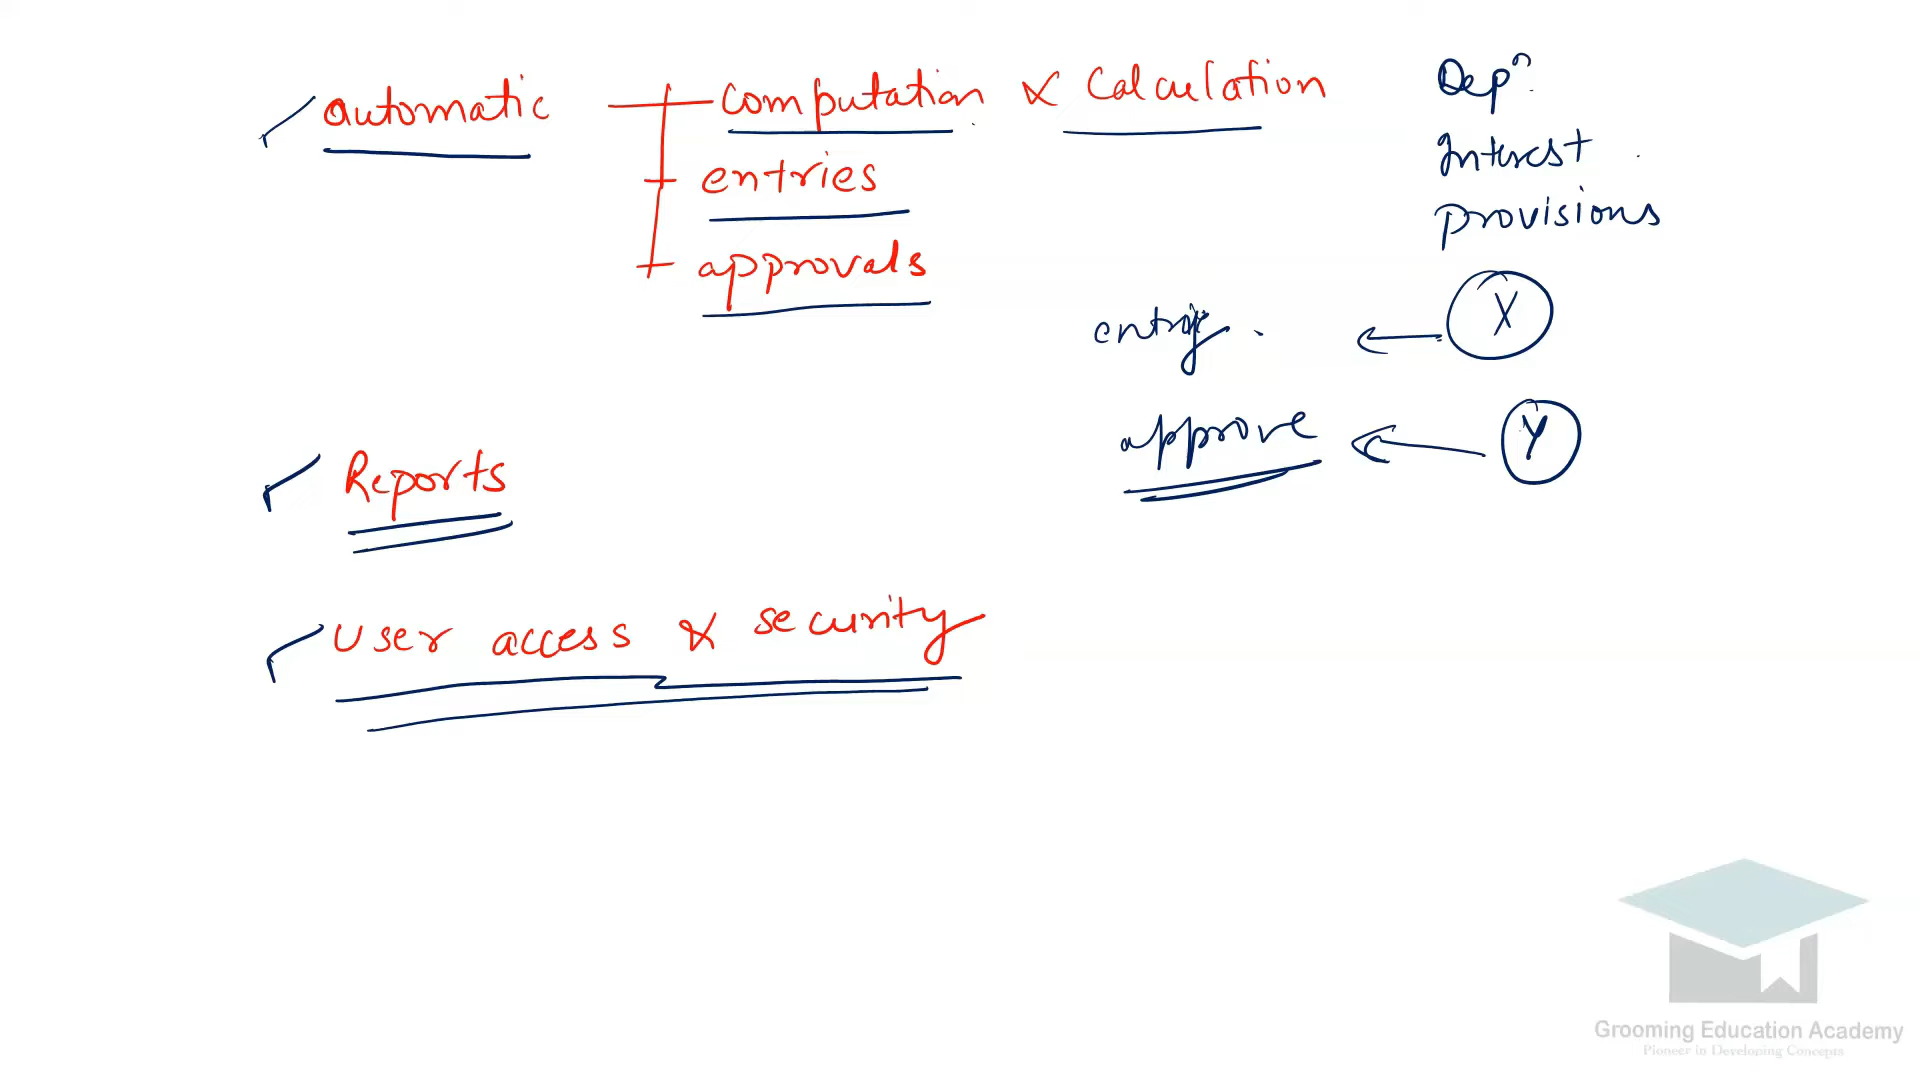 automatic computation & Calculation
entries
approvals
Depn.
Interest
provisions
entry. X
approve Y
Reports
User access & security
Grooming Education Academy
Pioneer in Developing Concepts